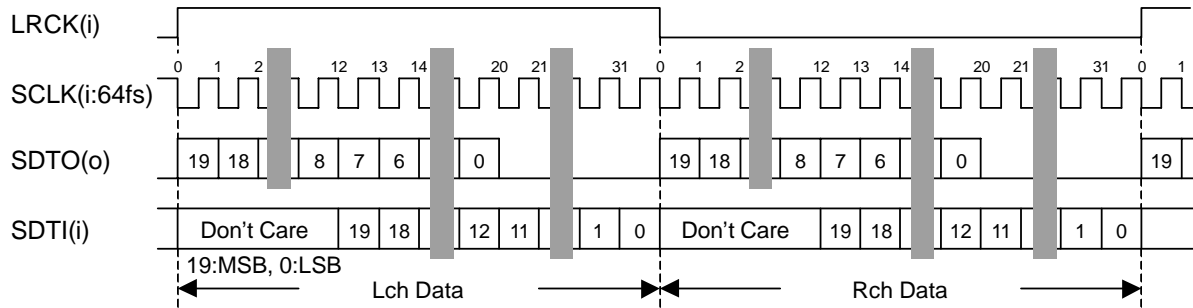 LRCK(i)
0 1 2 12 13 14 20 21 31 0 1 2 12 13 14 20 21 31 0 1
SCLK(i:64fs)
SDTO(o) 19 18 8 7 6 0 19 18 8 7 6 0 19
SDTI(i) Don't Care 19 18 12 11 1 0 Don't Care 19 18 12 11 1 0
19:MSB, 0:LSB
Lch Data Rch Data